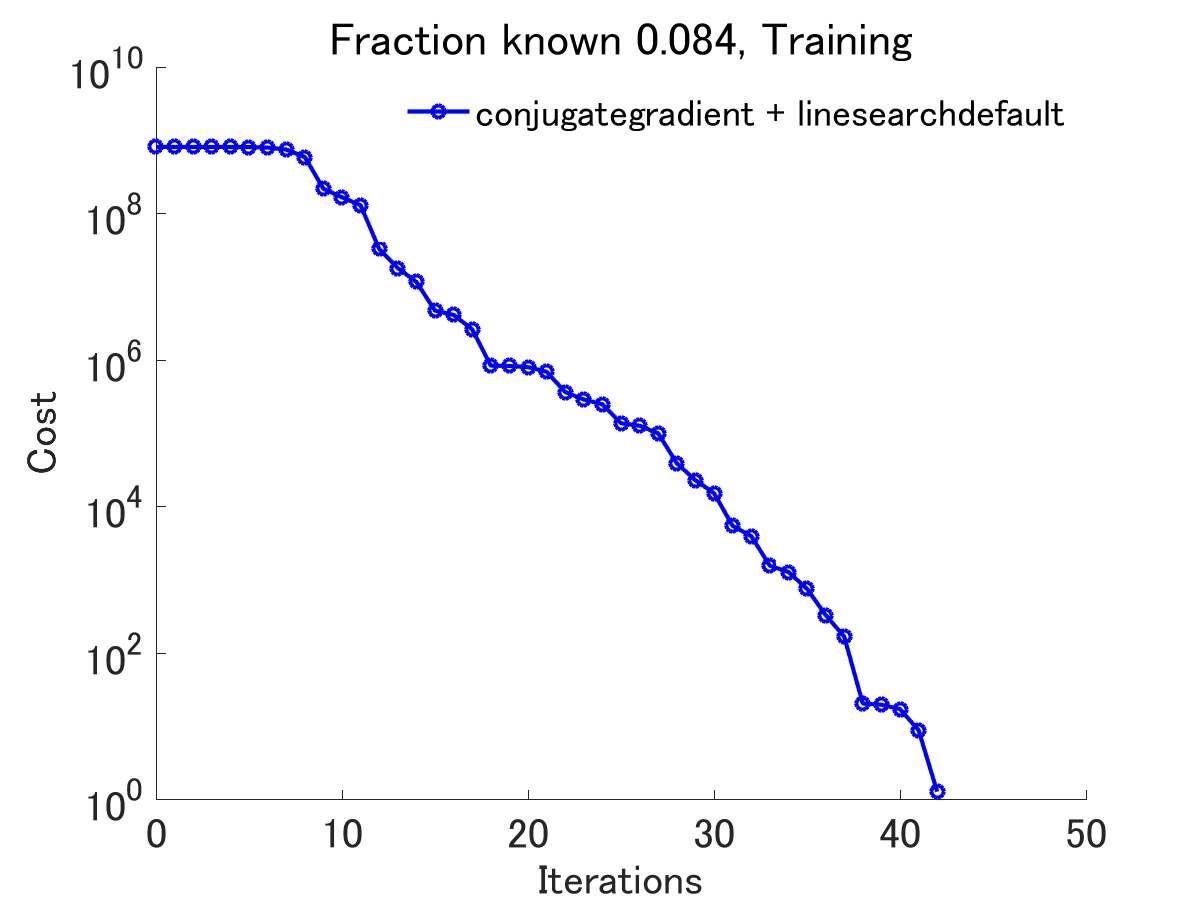 Fraction known 0.084, Training
conjugategradient + linesearchdefault
10^10
10^8
10^6
10^4
10^2
10^0
Cost
0 10 20 30 40 50
Iterations